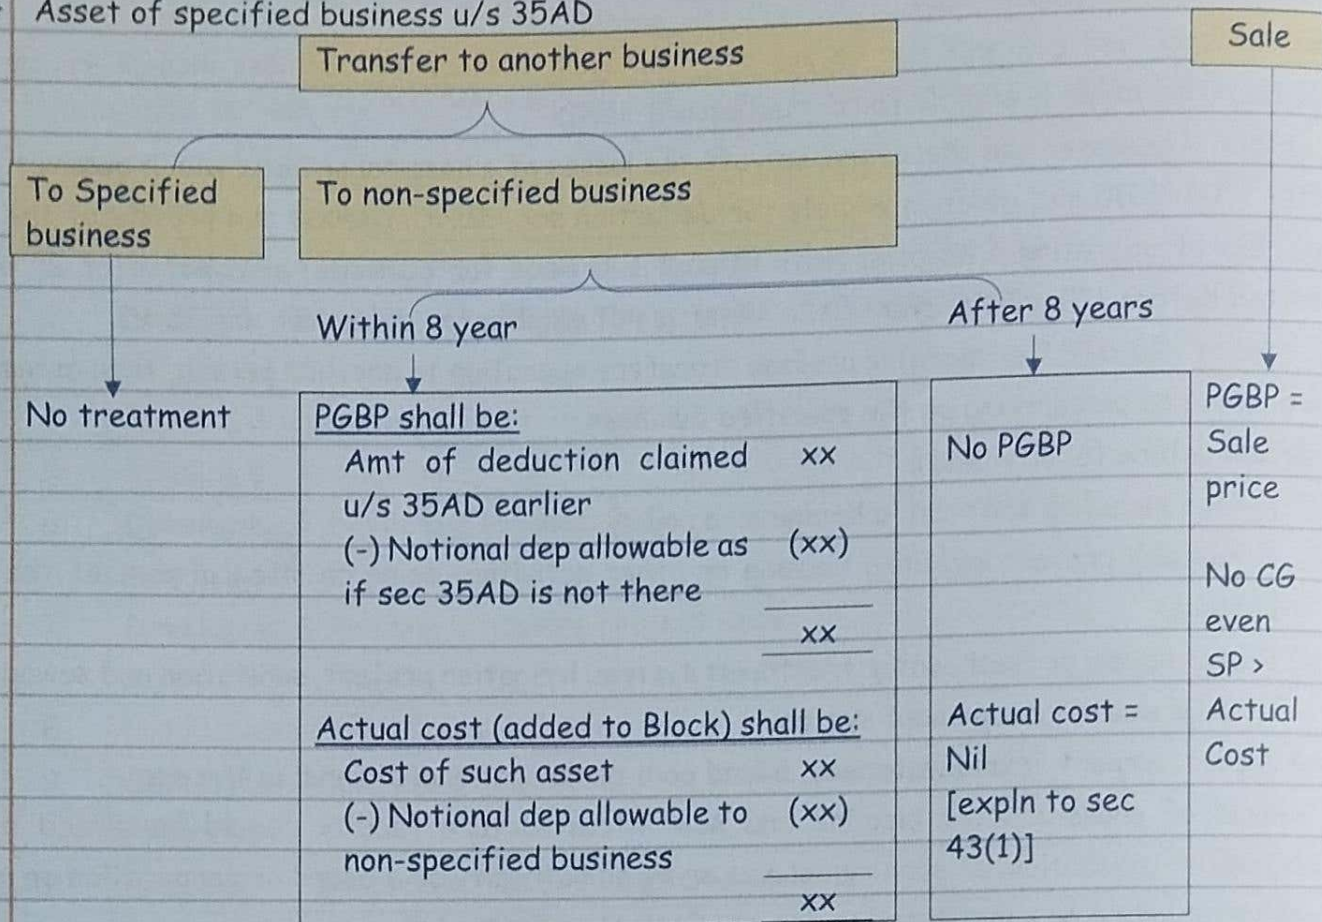 Asset of specified business u/s 35AD
Transfer to another business
Sale
To Specified
business
To non-specified business
Within 8 year
After 8 years
No treatment
PGBP shall be:
Amt of deduction claimed xx
u/s 35AD earlier
(-) Notional dep allowable as (xx)
if sec 35AD is not there
xx
Actual cost (added to Block) shall be:
Cost of such asset xx
(-) Notional dep allowable to (xx)
non-specified business
xx
No PGBP
Actual cost =
Nil
[expln to sec
43(1)]
PGBP =
Sale
price
No CG
even
SP >
Actual
Cost